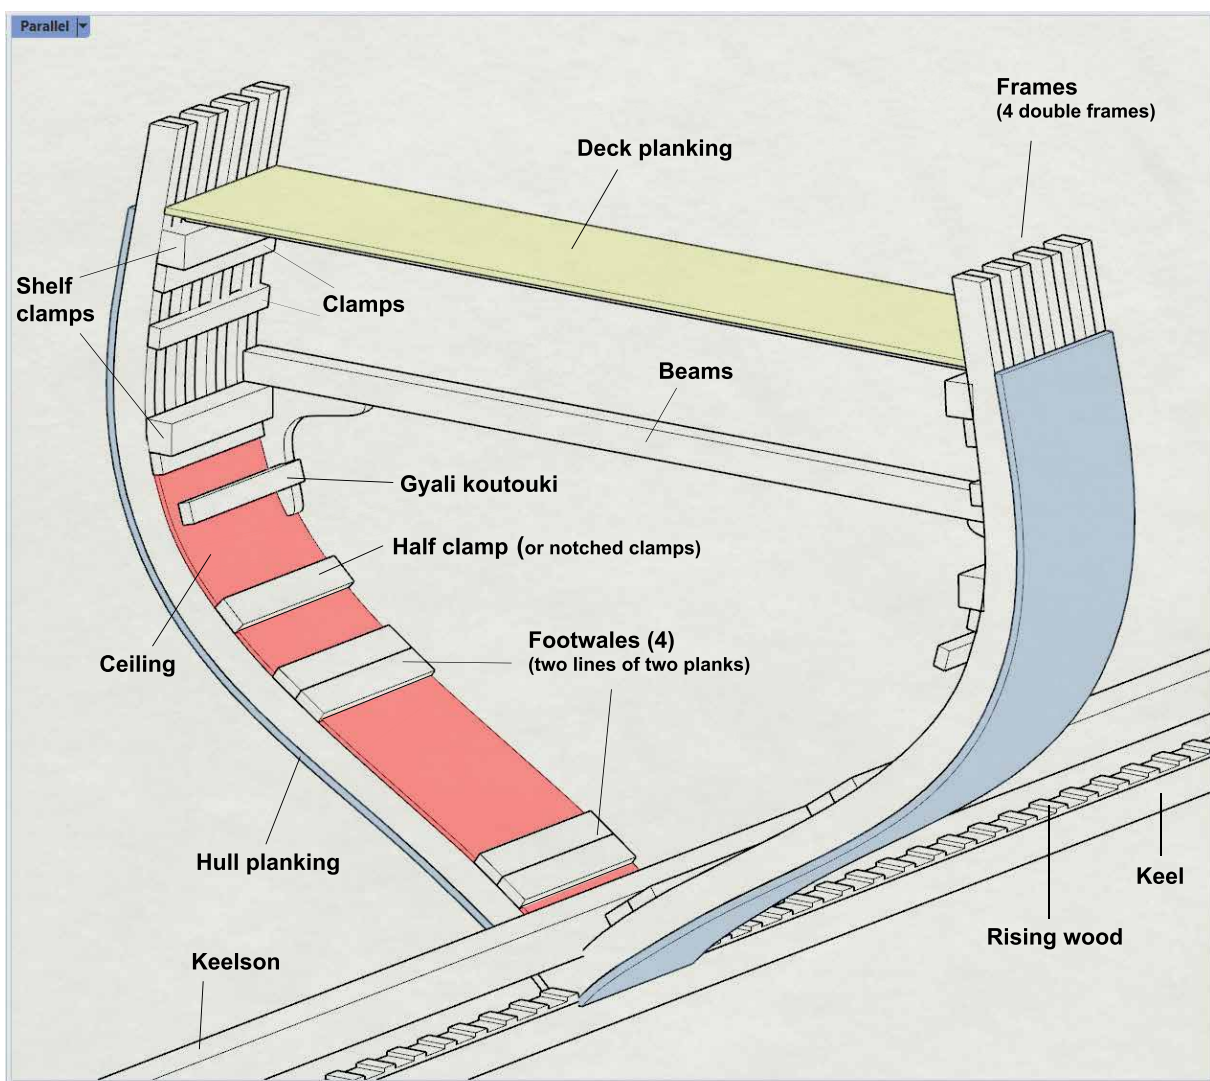 Parallel
Frames
(4 double frames)
Deck planking
Shelf
clamps
Clamps
Beams
Gyali koutouki
Half clamp (or notched clamps)
Footwales (4)
(two lines of two planks)
Ceiling
Hull planking
Keel
Rising wood
Keelson